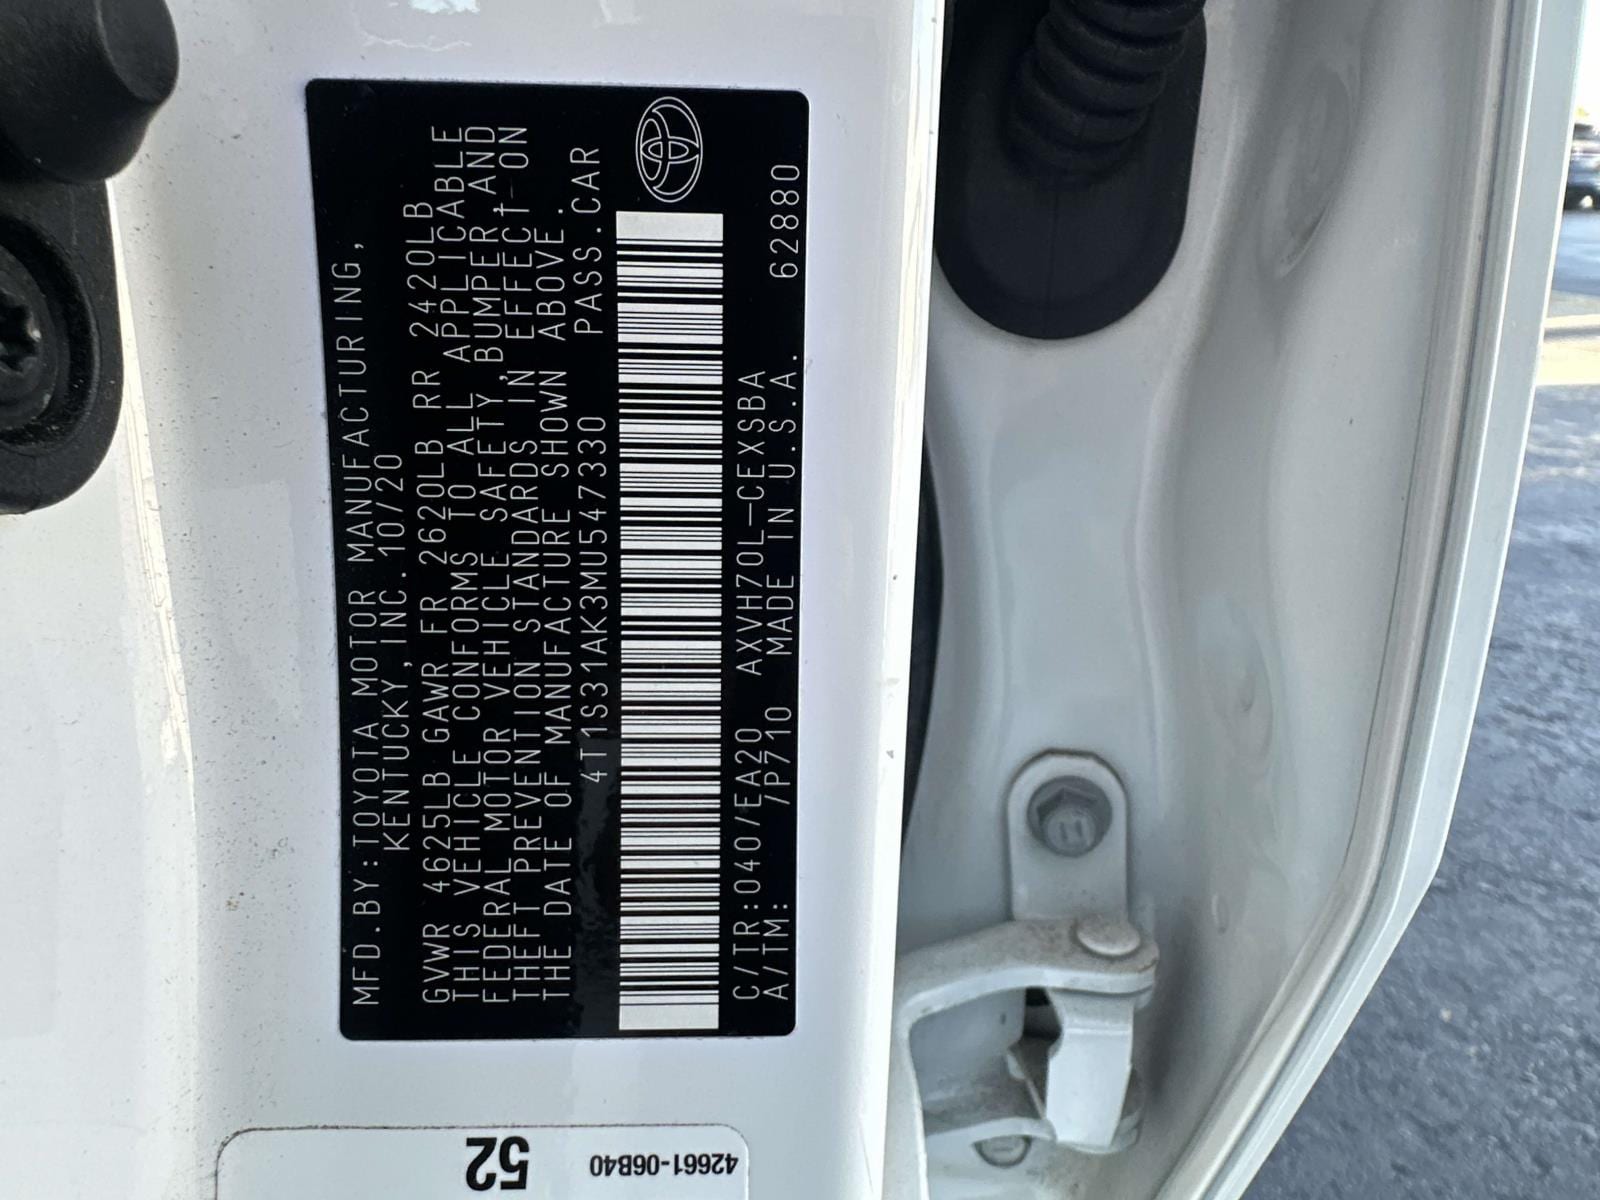 MFD.BY:TOYOTA MOTOR MANUFACTURING,
KENTUCKY,INC.10/20
GVWR 4625LB GAWR FR 2620LB RR 2420LB
THIS VEHICLE CONFORMS TO ALL APPLICABLE
FEDERAL MOTOR VEHICLE SAFETY,BUMPER,AND
THEFT PREVENTION STANDARDS IN EFFECT ON
THE DATE OF MANUFACTURE SHOWN ABOVE.
4T1S31AK3MU547330 PASS.CAR
C/TR:040/EA20 AXVH70L-CEXSBA
A/TM: /P710 MADE IN U.S.A. 62880
52
42661-06B40